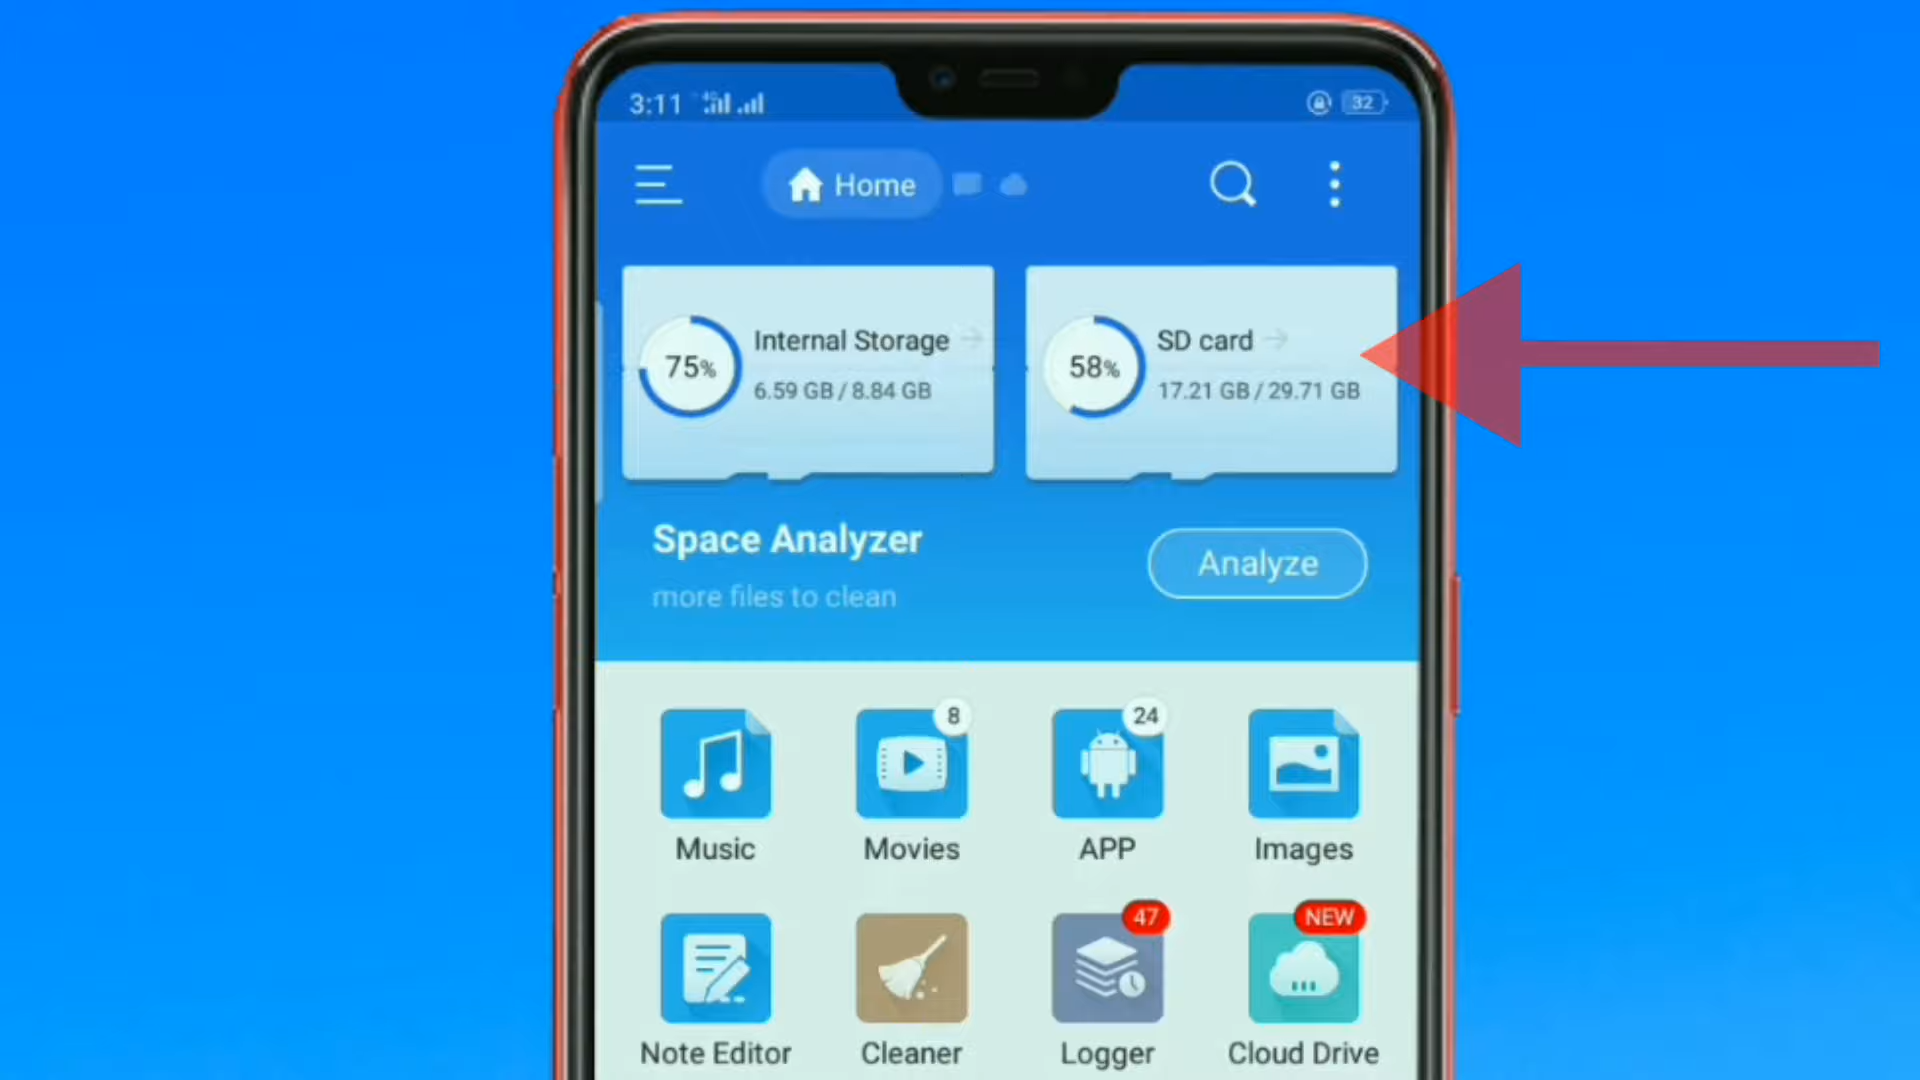 3:11 4G 32
Home
Internal Storage
75%
6.59 GB / 8.84 GB
SD card
58%
17.21 GB / 29.71 GB
Space Analyzer
Analyze
more files to clean
8
24
Music Movies APP Images
47
NEW
Note Editor Cleaner Logger Cloud Drive